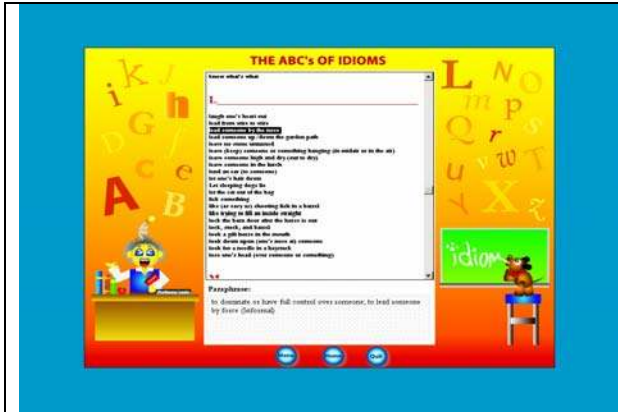 THE ABC's OF IDIOMS
know what's what
L
laugh one's heart out
lead someone by the nose
lead someone up /down the garden path
leave no stone unturned
leave (keep) someone or something hanging (in midair or in the air)
leave someone high and dry (out to dry)
leave someone in the lurch
lend an ear (to someone)
let one's hair down
Let sleeping dogs lie
let the cat out of the bag
lick something
like (or easy as) shooting fish in a barrel
like trying to fill an inside straight
lock the barn door after the horse is out
lock, stock, and barrel
look a gift horse in the mouth
look down upon (one's nose at) someone
look for a needle in a haystack
lose one's head (over someone or something)
M
Paraphrase:
to dominate or have full control over someone; to lead someone
by force (Informal)
i k J
h
D G f
C e
A B
L N O
m p
Q r S
U v W T
X z
idiom
Menu
Home
Quit